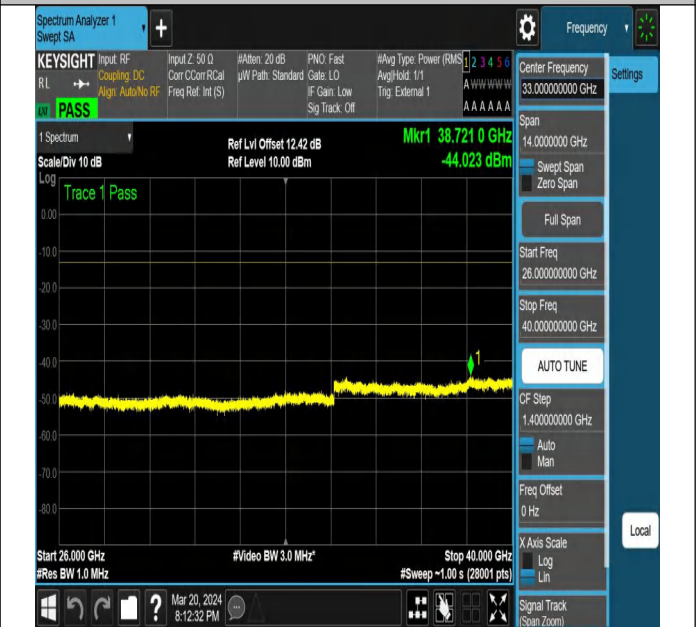 Spectrum Analyzer 1
Swept SA
Frequency
KEYSIGHT
RL
PASS
Input: RF
Coupling: DC
Align: Auto/No RF
Input Z: 50 Ω
Corr CCorr RCal
Freq Ref: Int (S)
#Atten: 20 dB
µW Path: Standard
PNO: Fast
Gate: LO
IF Gain: Low
Sig Track: Off
#Avg Type: Power (RMS
Avg|Hold: 1/1
Trig: External 1
1 2 3 4 5 6
A W W W W W
A A A A A A
1 Spectrum
Scale/Div 10 dB
Ref Lvl Offset 12.42 dB
Ref Level 10.00 dBm
Mkr1 38.721 0 GHz
-44.023 dBm
Log
Trace 1 Pass
0.00
-10.0
-20.0
-30.0
-40.0
-50.0
-60.0
-70.0
-80.0
1
Start 26.000 GHz
#Res BW 1.0 MHz
#Video BW 3.0 MHz*
Stop 40.000 GHz
#Sweep ~1.00 s (28001 pts)
Mar 20, 2024
8:12:32 PM
Center Frequency
33.000000000 GHz
Settings
Span
14.0000000 GHz
Swept Span
Zero Span
Full Span
Start Freq
26.000000000 GHz
Stop Freq
40.000000000 GHz
AUTO TUNE
CF Step
1.400000000 GHz
Auto
Man
Freq Offset
0 Hz
X Axis Scale
Log
Lin
Local
Signal Track
(Span Zoom)